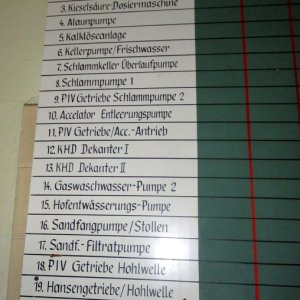 3. Kieselsäure-Dosiermaschine
4. Alaunpumpe
5. Kalklöseanlage
6. Kellerpumpe/Frischwasser
7. Schlammkeller Überlaufpumpe
8. Schlammpumpe 1
9. PIV Getriebe Schlammpumpe 2
10. Accelator Entleerungspumpe
11. PIV Getriebe/Acc.-Antrieb
12. KHD Dekanter I
13. KHD Dekanter II
14. Gaswaschwasser-Pumpe 2
15. Hofentwässerungs-Pumpe
16. Sandfangpumpe/Stollen
17. Sandf.-Filtratpumpe
18. PIV Getriebe Hohlwelle
19. Hansengetriebe/Hohlwelle